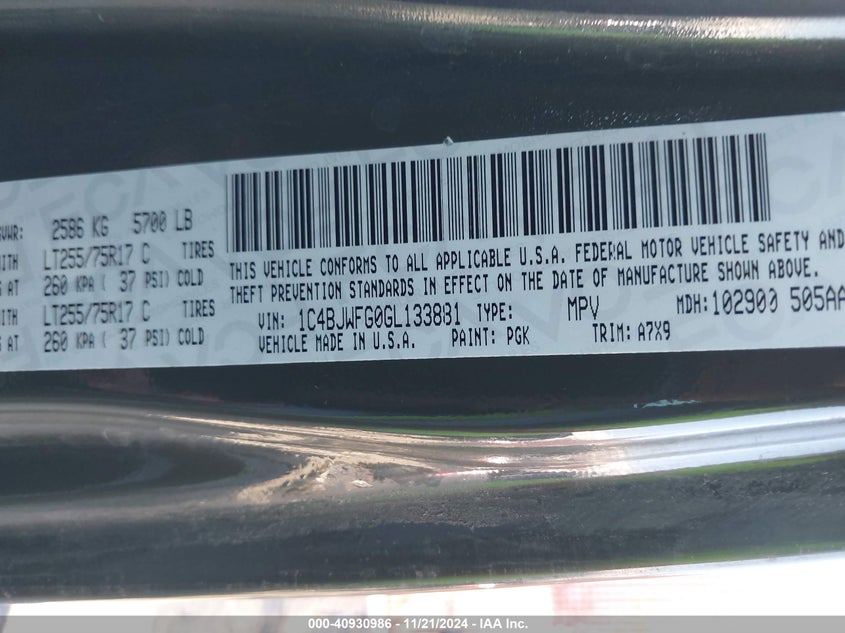 GVWR: 2586 KG 5700 LB
LT255/75R17 C TIRES
260 KPA ( 37 PSI) COLD
LT255/75R17 C TIRES
AT 260 KPA ( 37 PSI) COLD
THIS VEHICLE CONFORMS TO ALL APPLICABLE U.S.A. FEDERAL MOTOR VEHICLE SAFETY AND
THEFT PREVENTION STANDARDS IN EFFECT ON THE DATE OF MANUFACTURE SHOWN ABOVE.
VIN: 1C4BJWFG0GL133881 TYPE: MPV MDH:102900 505AA
VEHICLE MADE IN U.S.A. PAINT: PGK TRIM: A7X9
000-40930986 - 11/21/2024 - IAA Inc.